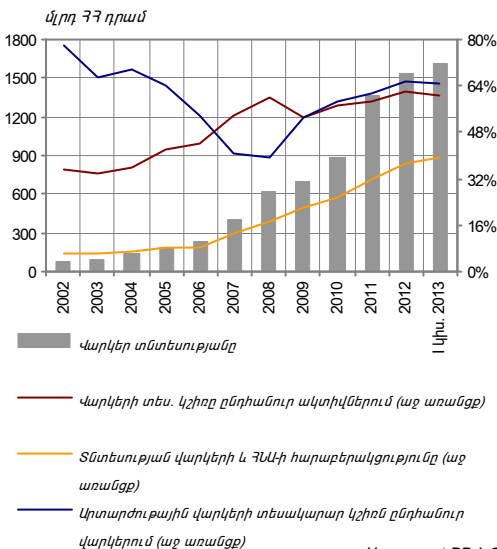 մլրդ ՀՀ դրամ
1800 80%
1500 64%
1200 48%
900
600 32%
300 16%
0 0%
2002 2003 2004 2005 2006 2007 2008 2009 2010 2011 2012 I կիս. 2013
Վարկեր տնտեսությանը
Վարկերի տես. կշիռը ընդհանուր ակտիվներում (աջ առանցք)
Տնտեսության վարկերի և ՀՆԱ-ի հարաբերակցությունը (աջ
առանցք)
Արտարժութային վարկերի տեսակարար կշիռն ընդհանուր
վարկերում (աջ առանցք)